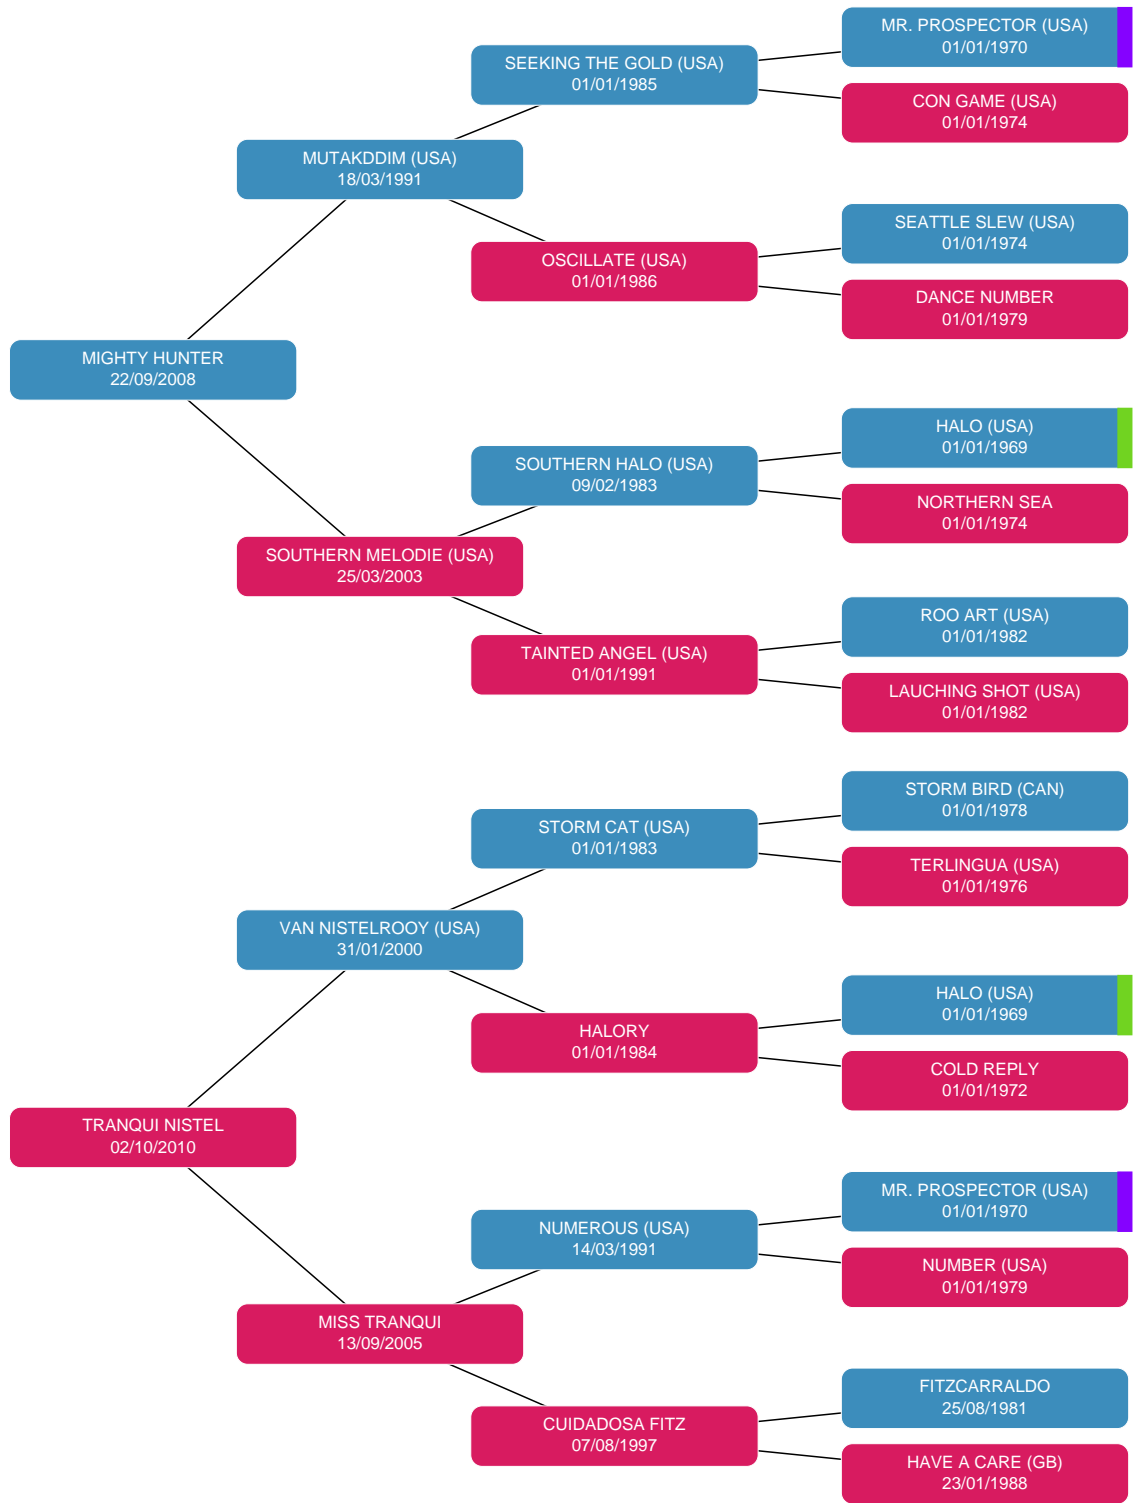 MR. PROSPECTOR (USA)
01/01/1970
SEEKING THE GOLD (USA)
01/01/1985
CON GAME (USA)
01/01/1974
MUTAKDDIM (USA)
18/03/1991
SEATTLE SLEW (USA)
01/01/1974
OSCILLATE (USA)
01/01/1986
DANCE NUMBER
01/01/1979
MIGHTY HUNTER
22/09/2008
HALO (USA)
01/01/1969
SOUTHERN HALO (USA)
09/02/1983
NORTHERN SEA
01/01/1974
SOUTHERN MELODIE (USA)
25/03/2003
ROO ART (USA)
01/01/1982
TAINTED ANGEL (USA)
01/01/1991
LAUCHING SHOT (USA)
01/01/1982
STORM BIRD (CAN)
01/01/1978
STORM CAT (USA)
01/01/1983
TERLINGUA (USA)
01/01/1976
VAN NISTELROOY (USA)
31/01/2000
HALO (USA)
01/01/1969
HALORY
01/01/1984
COLD REPLY
01/01/1972
TRANQUI NISTEL
02/10/2010
MR. PROSPECTOR (USA)
01/01/1970
NUMEROUS (USA)
14/03/1991
NUMBER (USA)
01/01/1979
MISS TRANQUI
13/09/2005
FITZCARRALDO
25/08/1981
CUIDADOSA FITZ
07/08/1997
HAVE A CARE (GB)
23/01/1988